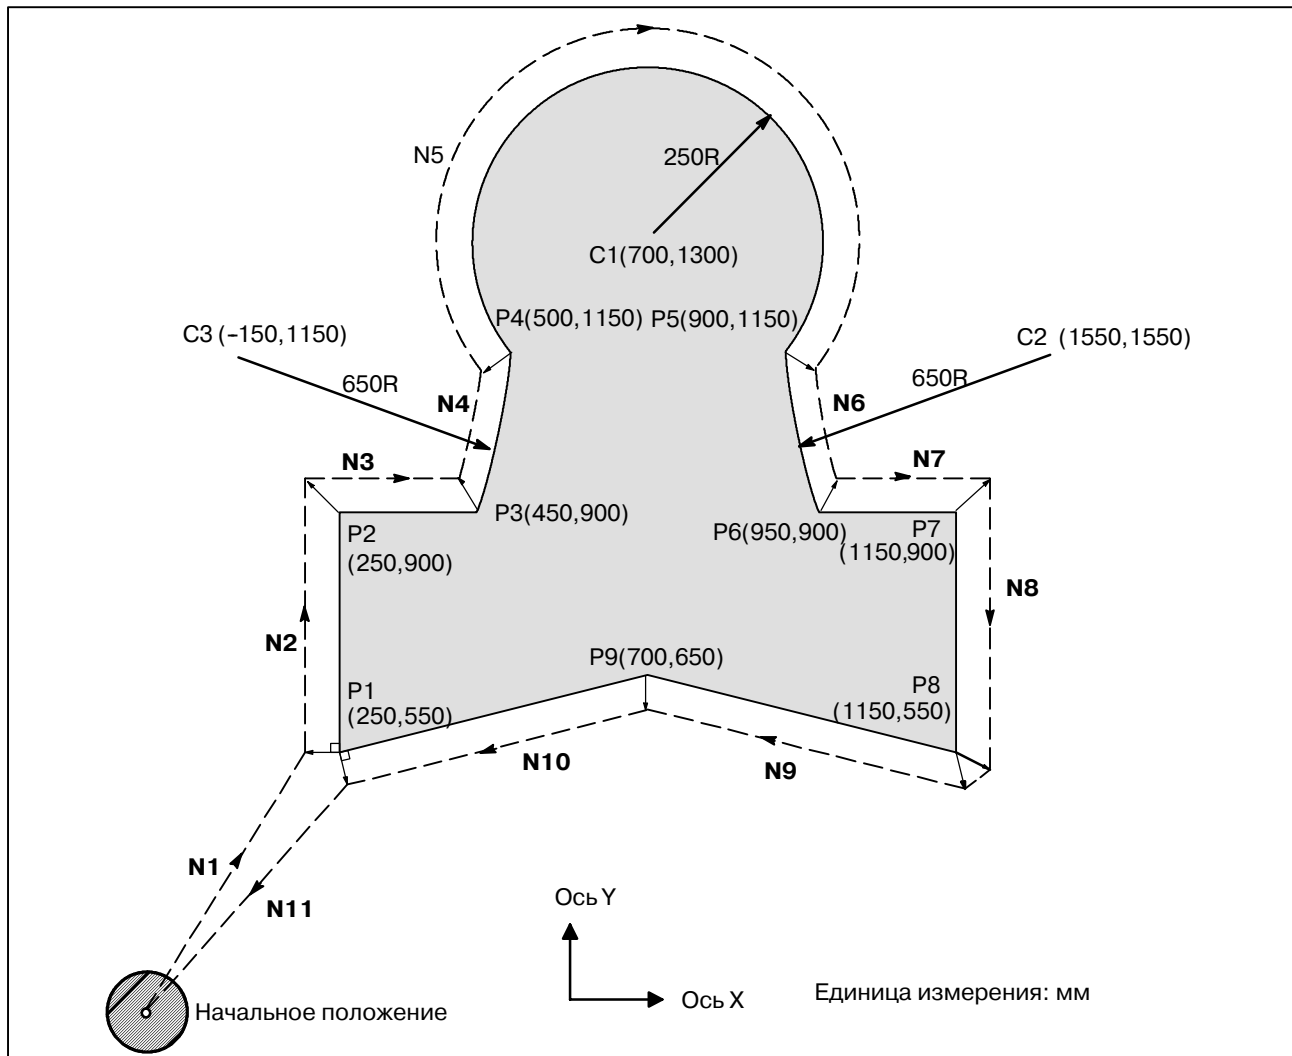 N5
250R
C1(700,1300)
P4(500,1150)
P5(900,1150)
C3 (-150,1150)
C2 (1550,1550)
650R
650R
N4
N6
N3
N7
P3(450,900)
P2
(250,900)
P6(950,900)
P7
(1150,900)
N8
N2
P9(700,650)
P1
(250,550)
P8
(1150,550)
N10
N9
N1
N11
Ось Y
Ось X
Единица измерения: мм
Начальное положение